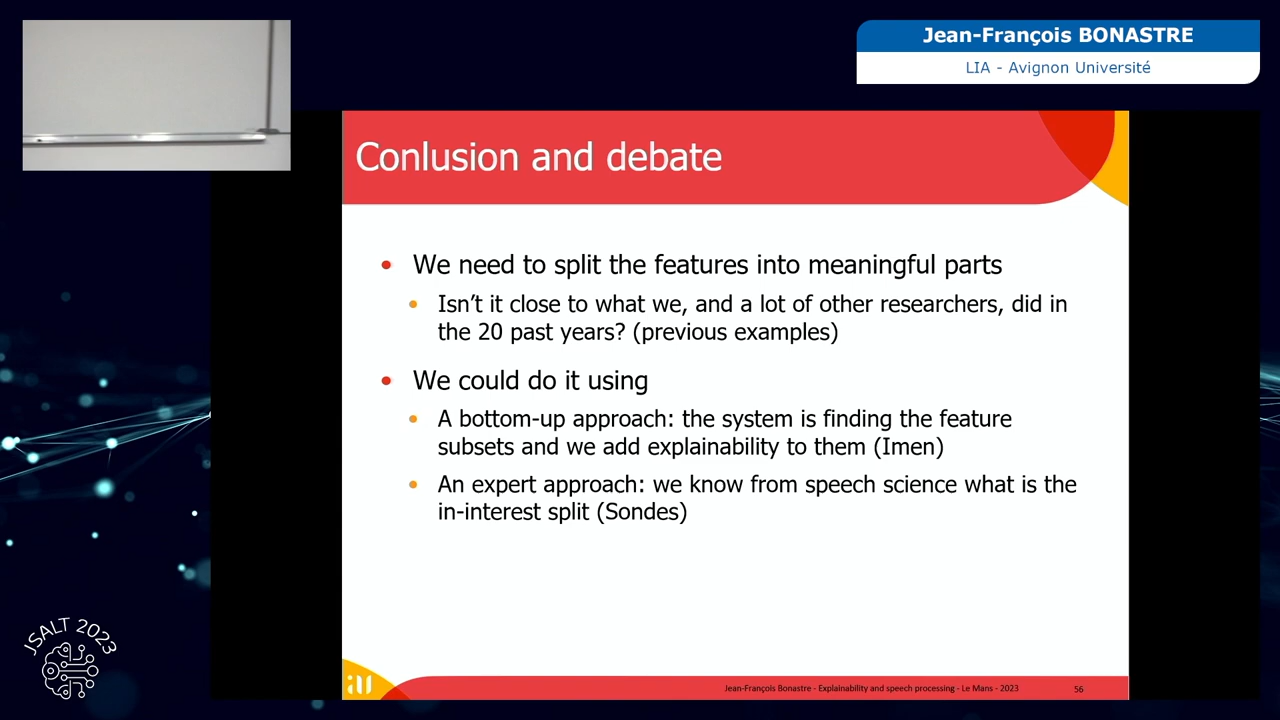 Jean-François BONASTRE
LIA - Avignon Université
Conlusion and debate
• We need to split the features into meaningful parts
• Isn't it close to what we, and a lot of other researchers, did in
the 20 past years? (previous examples)
• We could do it using
• A bottom-up approach: the system is finding the feature
subsets and we add explainability to them (Imen)
• An expert approach: we know from speech science what is the
in-interest split (Sondes)
JSALT 2023
au
Jean-François Bonastre - Explainability and speech processing - Le Mans - 2023
56